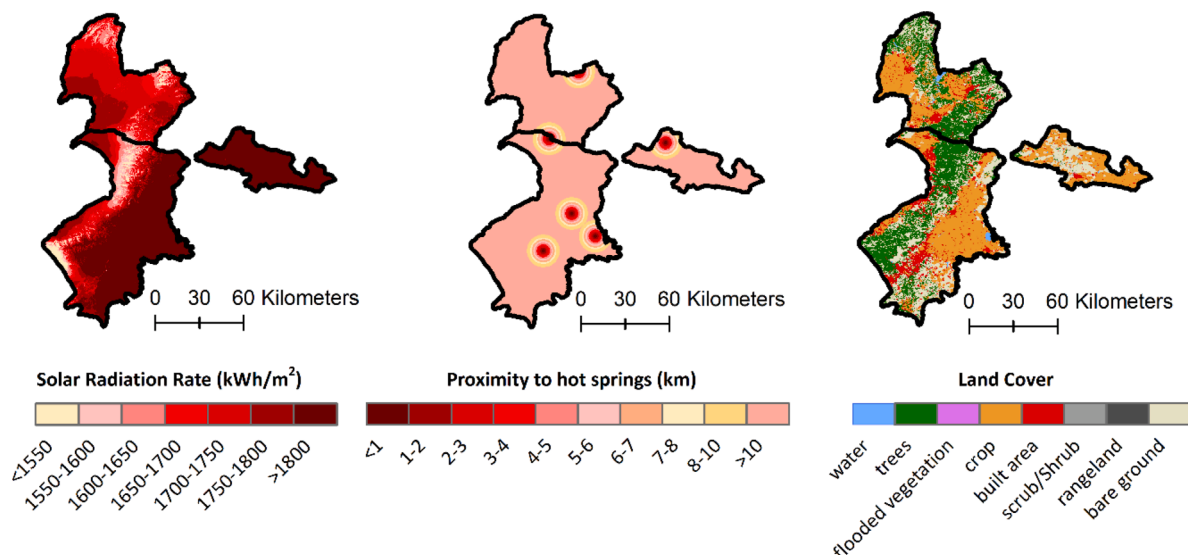 0 30 60 Kilometers
0 30 60 Kilometers
0 30 60 Kilometers
Solar Radiation Rate (kWh/m²)
<1550
1550-1600
1600-1650
1650-1700
1700-1750
1750-1800
>1800
Proximity to hot springs (km)
<1
1-2
2-3
3-4
4-5
5-6
6-7
7-8
8-10
>10
Land Cover
water
trees
flooded vegetation
crop
built area
scrub/Shrub
rangeland
bare ground